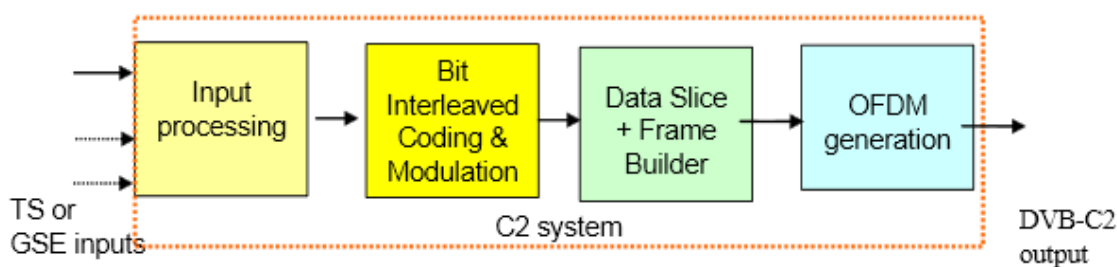 Input
processing
Bit
Interleaved
Coding &
Modulation
Data Slice
+ Frame
Builder
OFDM
generation
TS or
GSE inputs
C2 system
DVB-C2
output